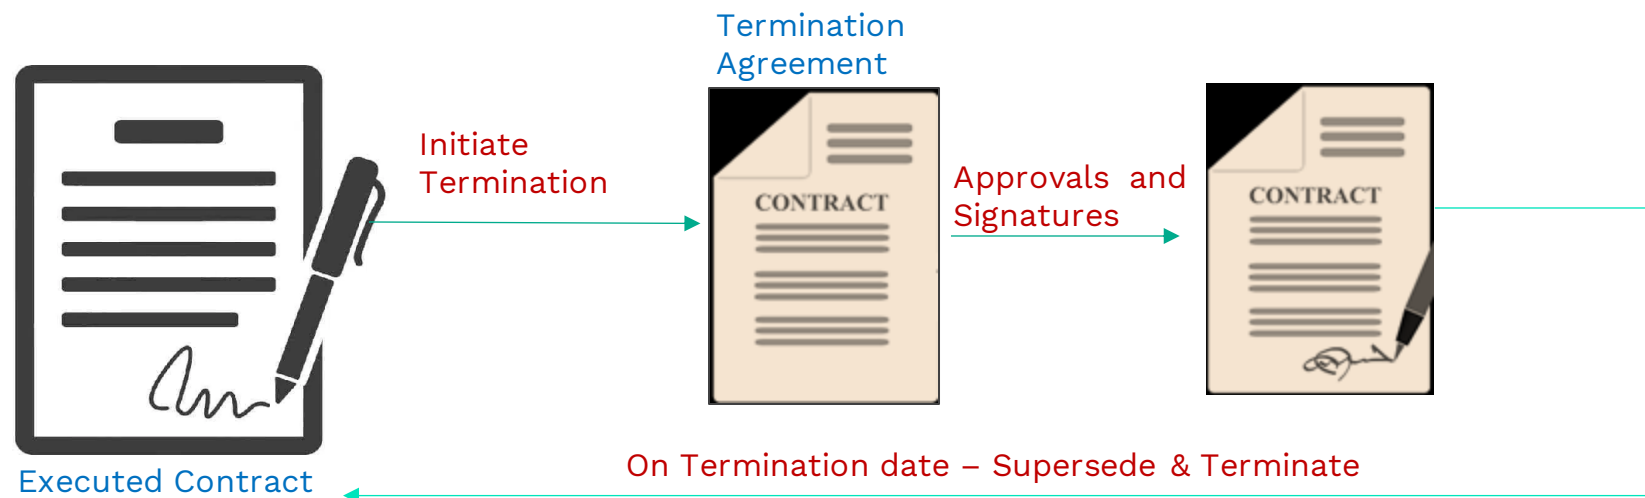 Termination
Agreement
Initiate
Termination
CONTRACT
Approvals and
Signatures
CONTRACT
On Termination date – Supersede & Terminate
Executed Contract